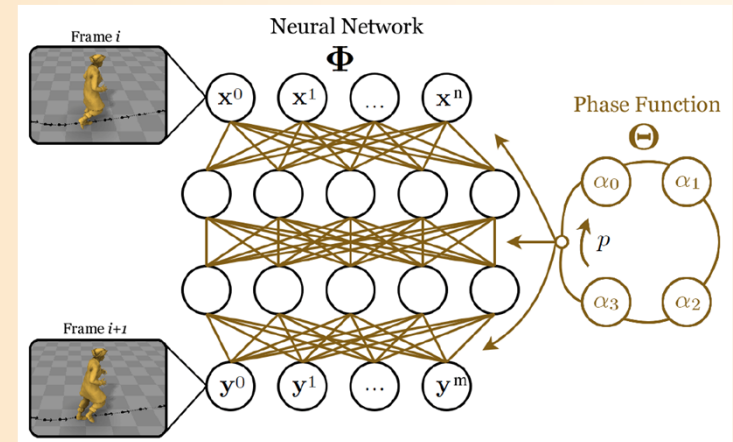 Neural Network
Φ
Frame i
x⁰ x¹ ... xⁿ
Phase Function
Θ
α₀ α₁
p
α₃ α₂
Frame i+1
y⁰ y¹ ... yᵐ